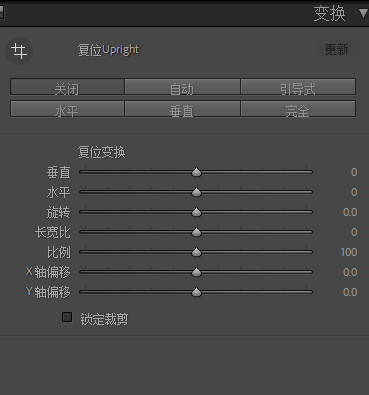 变换
复位Upright 更新
关闭 自动 引导式
水平 垂直 完全
复位变换
垂直 0
水平 0
旋转 0.0
长宽比 0
比例 100
X 轴偏移 0.0
Y 轴偏移 0.0
锁定裁剪